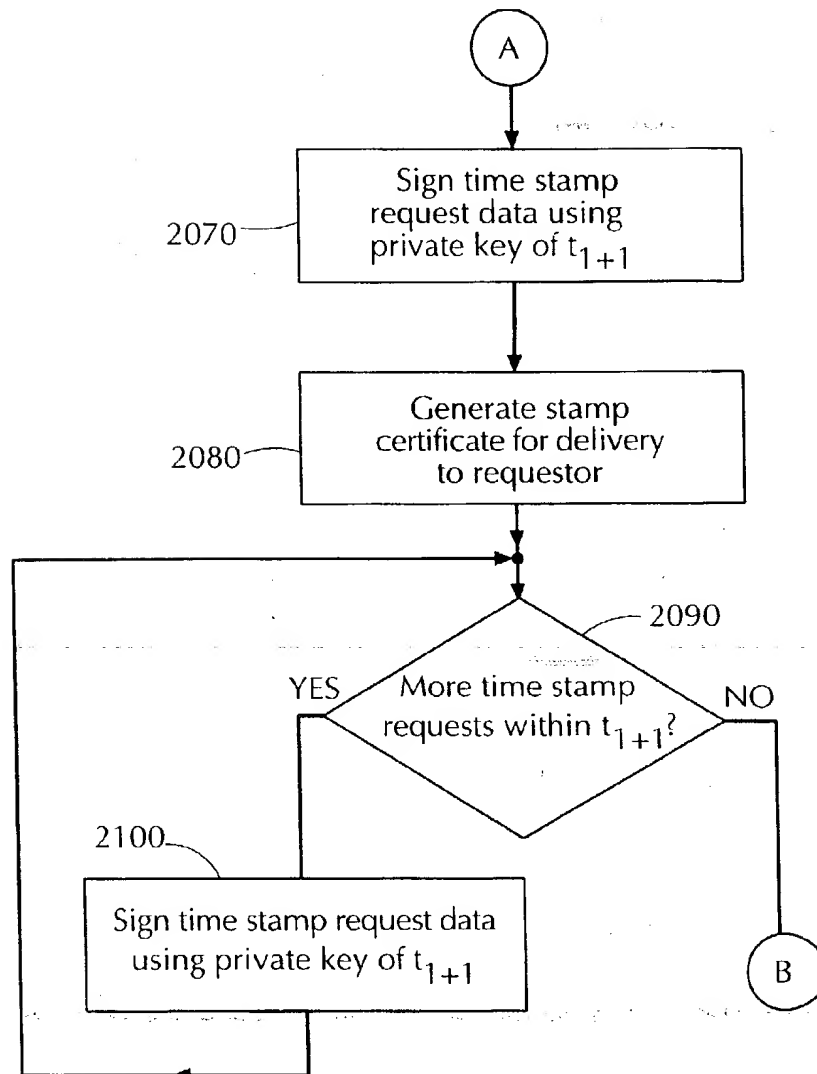 A
Sign time stamp
request data using
private key of t1+1
2070
Generate stamp
certificate for delivery
to requestor
2080
2090
YES
More time stamp
requests within t1+1?
NO
2100
Sign time stamp request data
using private key of t1+1
B